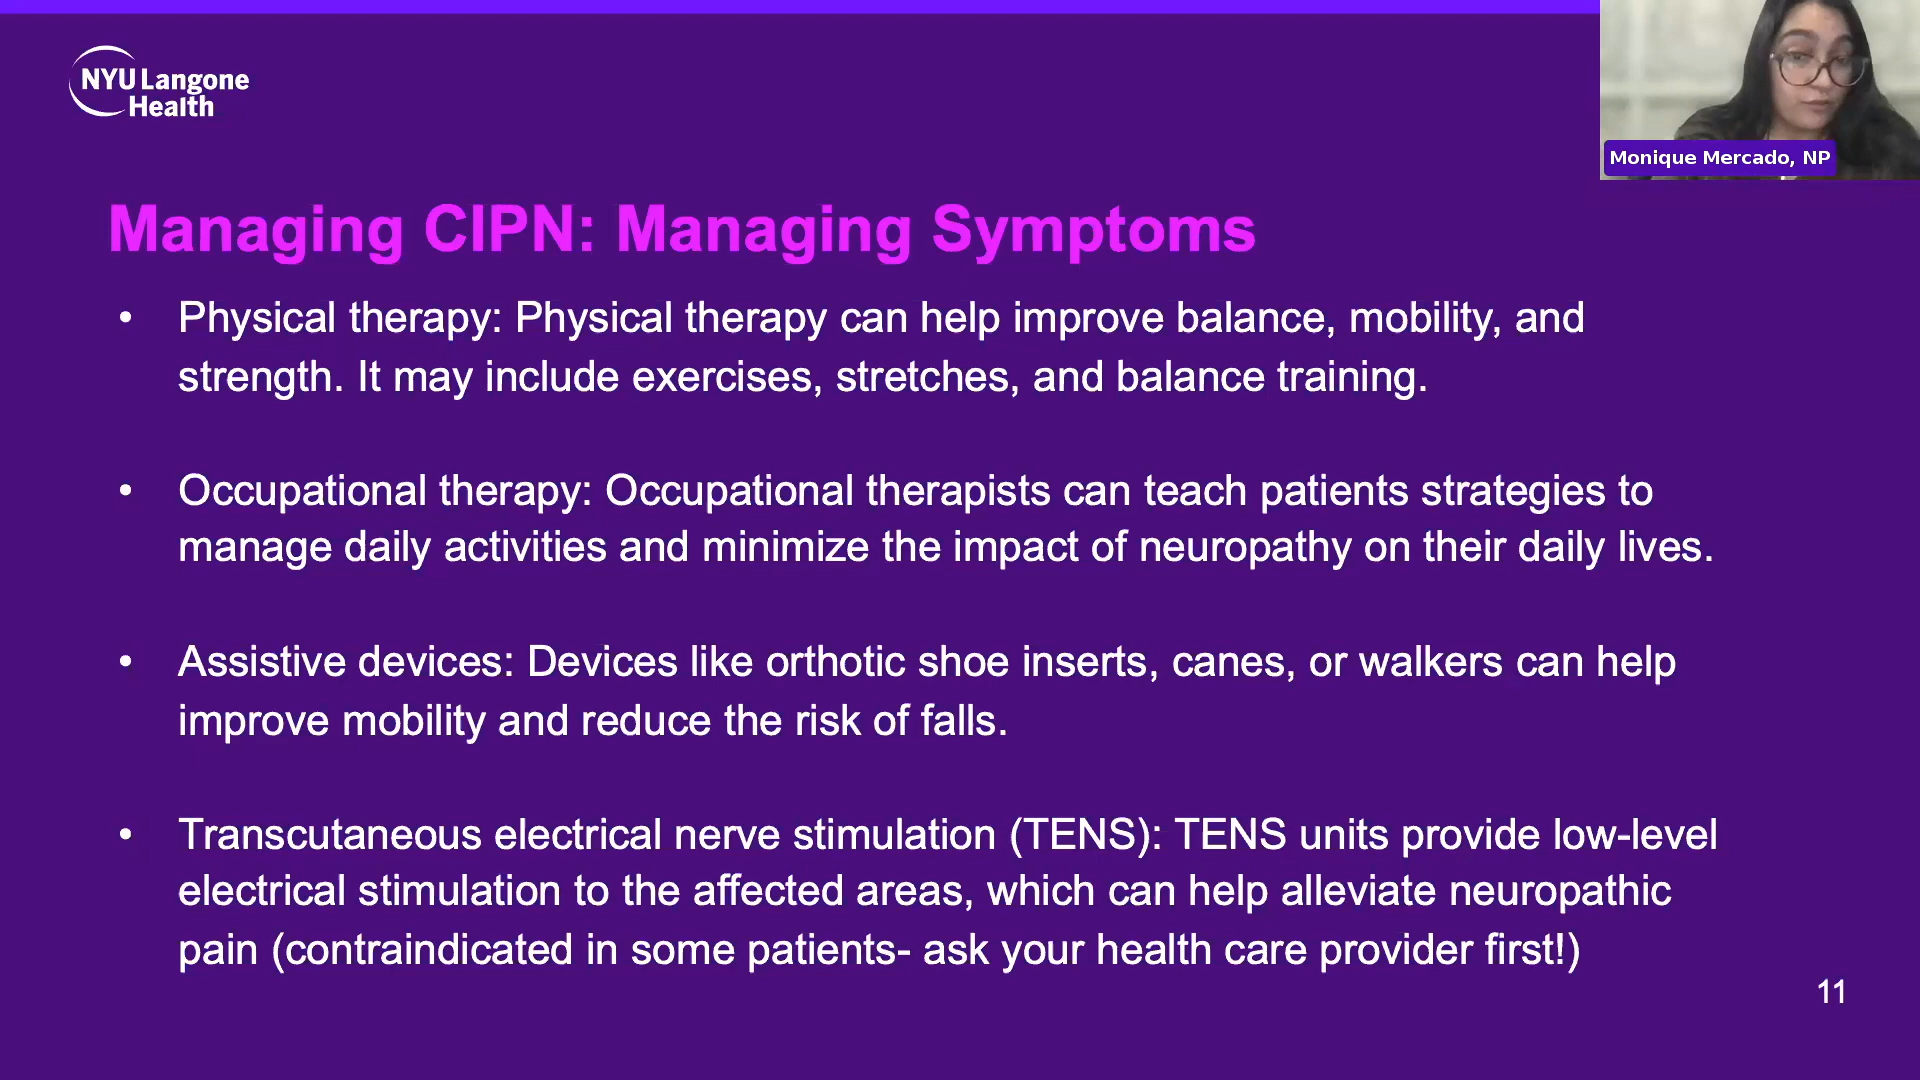 NYU Langone
Health
Monique Mercado, NP
Managing CIPN: Managing Symptoms
• Physical therapy: Physical therapy can help improve balance, mobility, and
strength. It may include exercises, stretches, and balance training.
• Occupational therapy: Occupational therapists can teach patients strategies to
manage daily activities and minimize the impact of neuropathy on their daily lives.
• Assistive devices: Devices like orthotic shoe inserts, canes, or walkers can help
improve mobility and reduce the risk of falls.
• Transcutaneous electrical nerve stimulation (TENS): TENS units provide low-level
electrical stimulation to the affected areas, which can help alleviate neuropathic
pain (contraindicated in some patients- ask your health care provider first!)
11